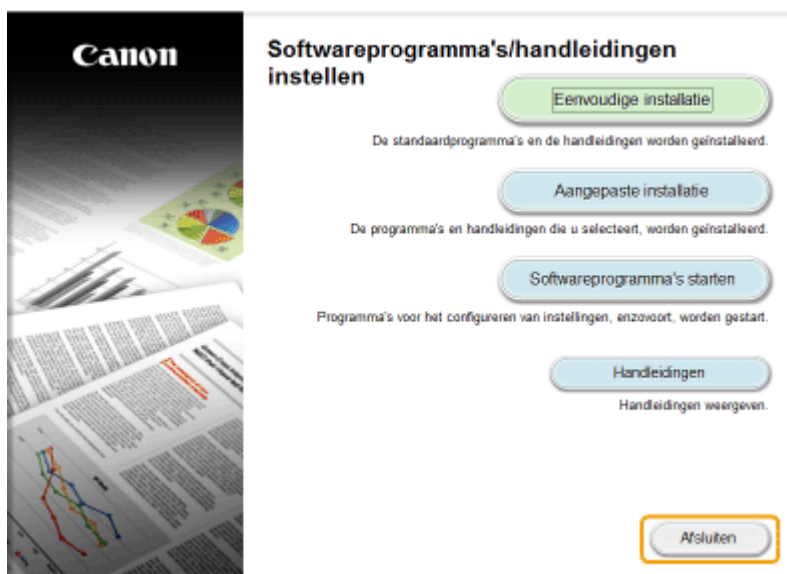 Canon
Softwareprogramma's/handleidingen
instellen
Eenvoudige installatie
De standaardprogramma's en de handleidingen worden geïnstalleerd.
Aangepaste installatie
De programma's en handleidingen die u selecteert, worden geïnstalleerd.
Softwareprogramma's starten
Programma's voor het configureren van instellingen, enzovoort, worden gestart.
Handleidingen
Handleidingen weergeven.
Afsluiten